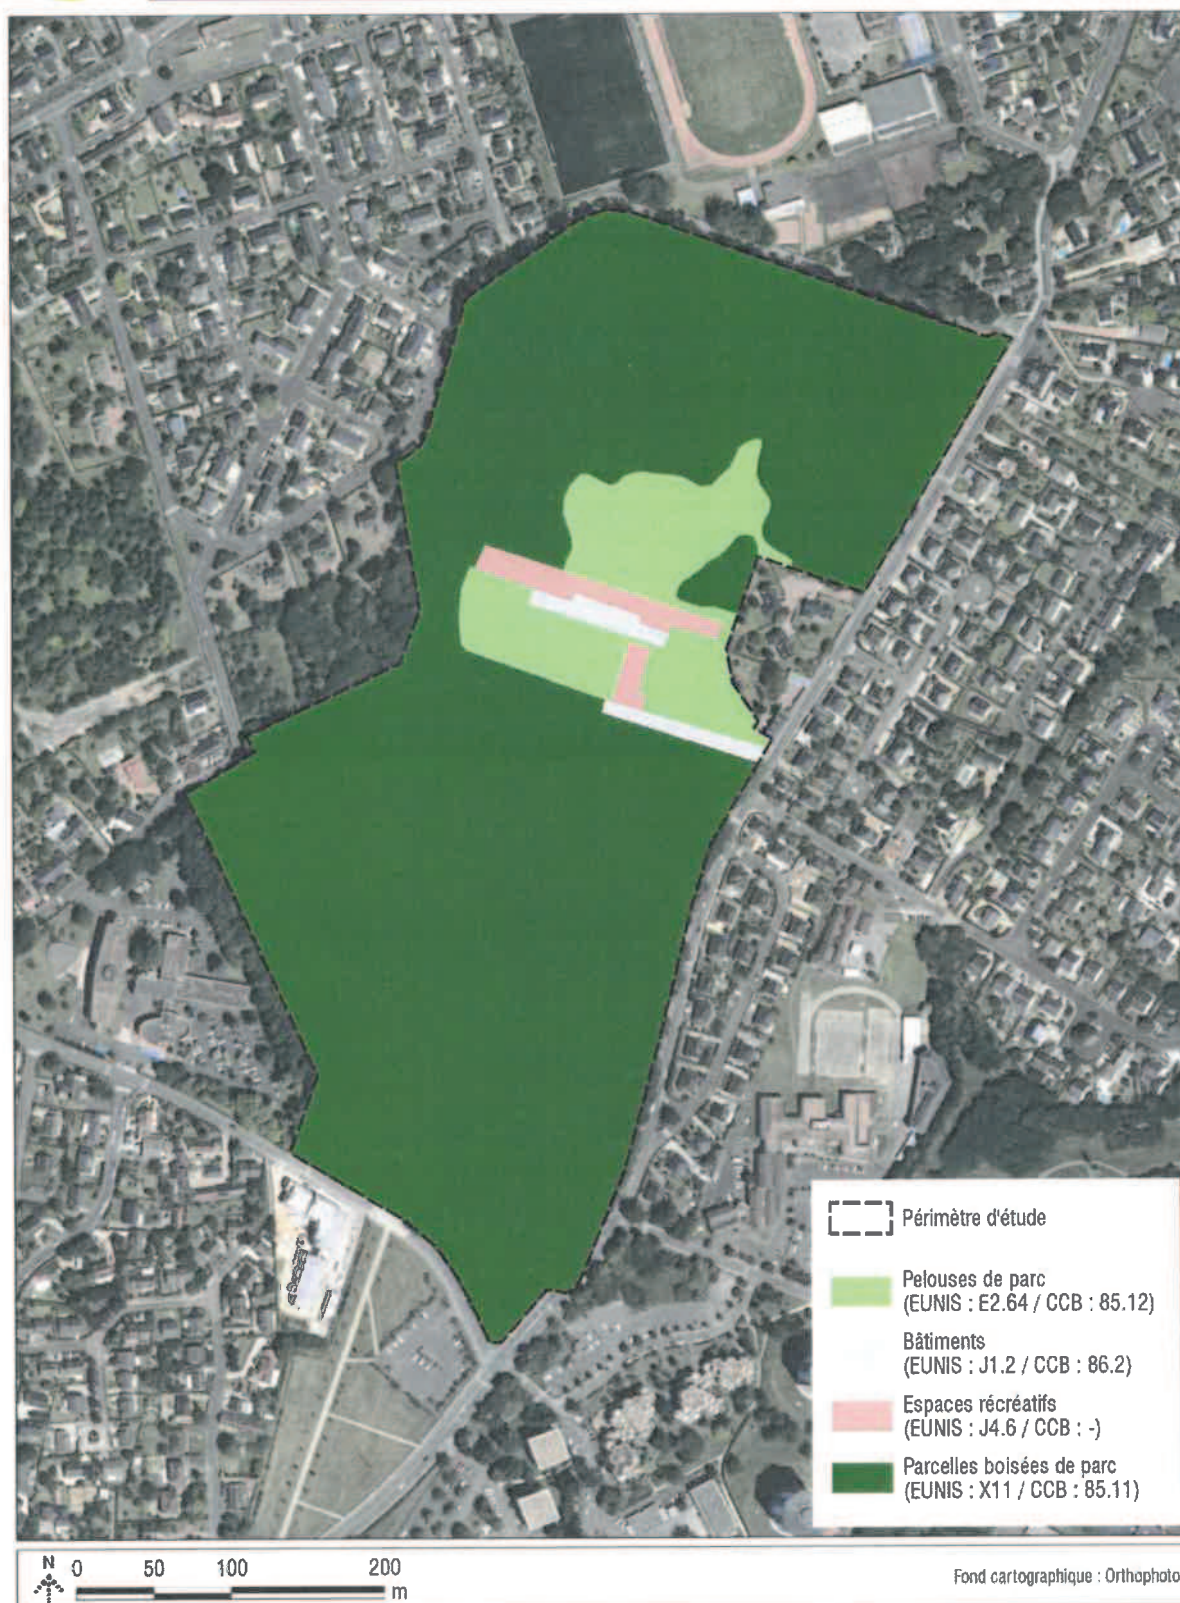 Périmètre d'étude
Pelouses de parc
(EUNIS : E2.64 / CCB : 85.12)
Bâtiments
(EUNIS : J1.2 / CCB : 86.2)
Espaces récréatifs
(EUNIS : J4.6 / CCB : -)
Parcelles boisées de parc
(EUNIS : X11 / CCB : 85.11)
N 0 50 100 200
m
Fond cartographique : Orthophoto